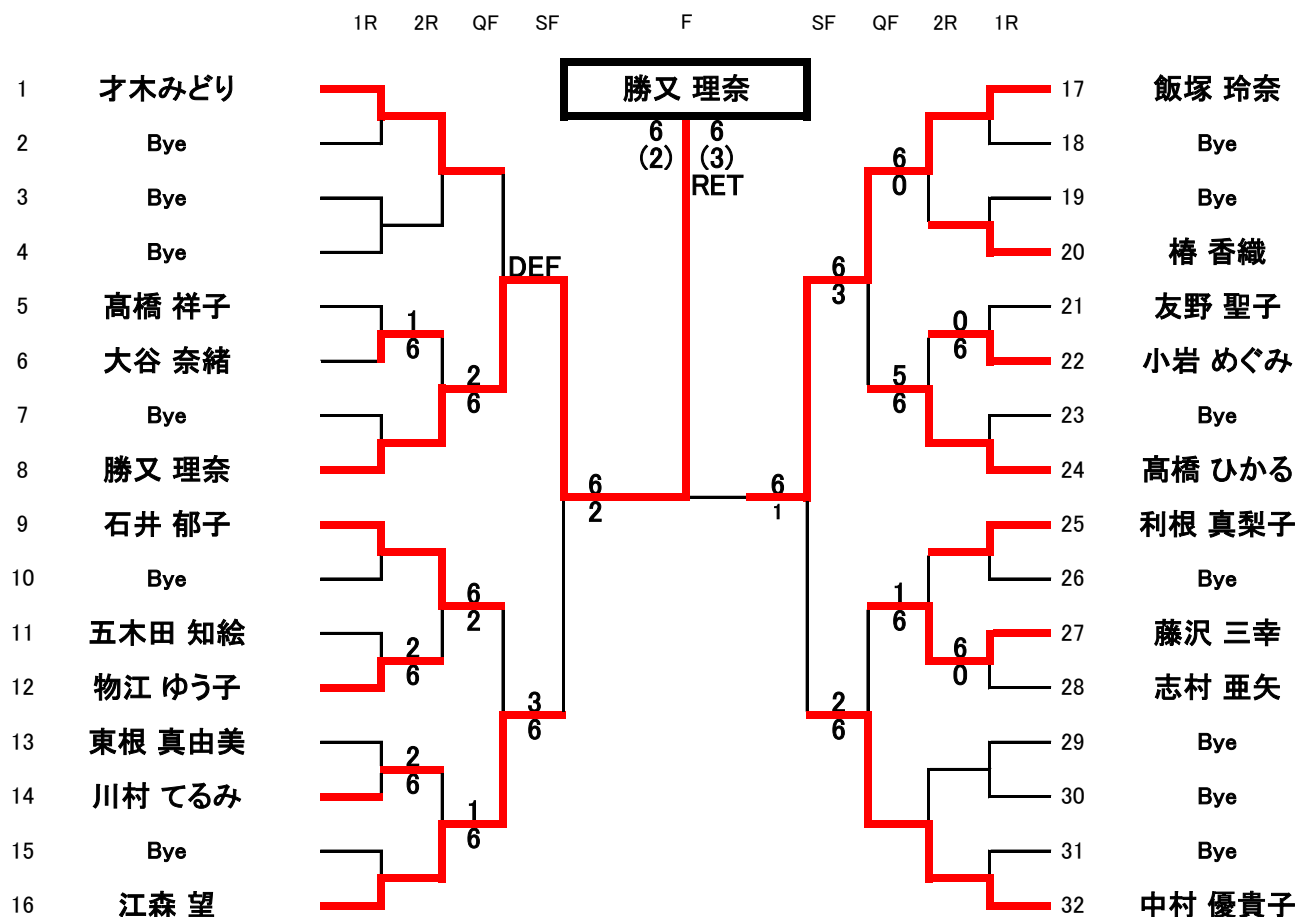 1R 2R QF SF F SF QF 2R 1R
勝又 理奈
6 6
(2) (3)
RET
1 才木みどり
2 Bye
3 Bye
4 Bye
5 髙橋 祥子
6 大谷 奈緒
7 Bye
8 勝又 理奈
9 石井 郁子
10 Bye
11 五木田 知絵
12 物江 ゆう子
13 東根 真由美
14 川村 てるみ
15 Bye
16 江森 望
1
6
2
6
2
6
DEF
2
6
6
2
1
6
3
6
6
2
6
1
6
3
2
6
6
0
5
6
1
6
0
6
6
0
17 飯塚 玲奈
18 Bye
19 Bye
20 椿 香織
21 友野 聖子
22 小岩 めぐみ
23 Bye
24 髙橋 ひかる
25 利根 真梨子
26 Bye
27 藤沢 三幸
28 志村 亜矢
29 Bye
30 Bye
31 Bye
32 中村 優貴子